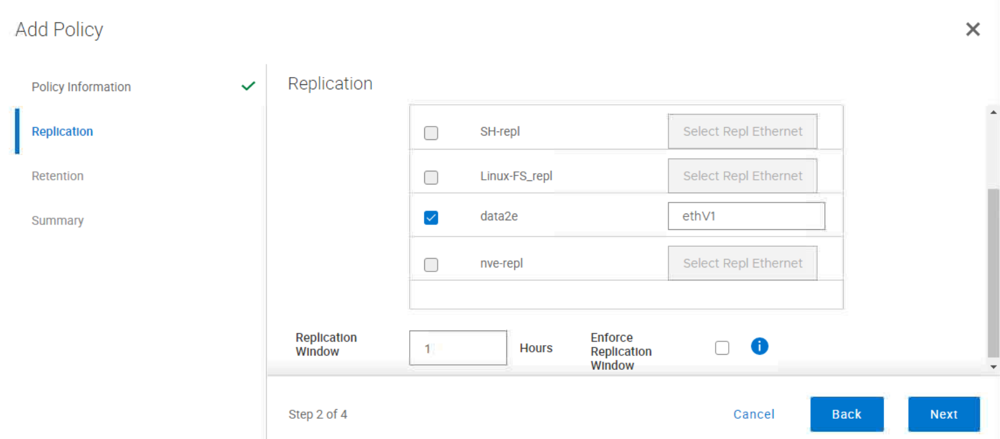 Add Policy
Policy Information
Replication
Retention
Summary
Replication
SH-repl Select Repl Ethernet
Linux-FS_repl Select Repl Ethernet
data2e ethV1
nve-repl Select Repl Ethernet
Replication
Window
1
Hours
Enforce
Replication
Window
i
Step 2 of 4
Cancel
Back
Next